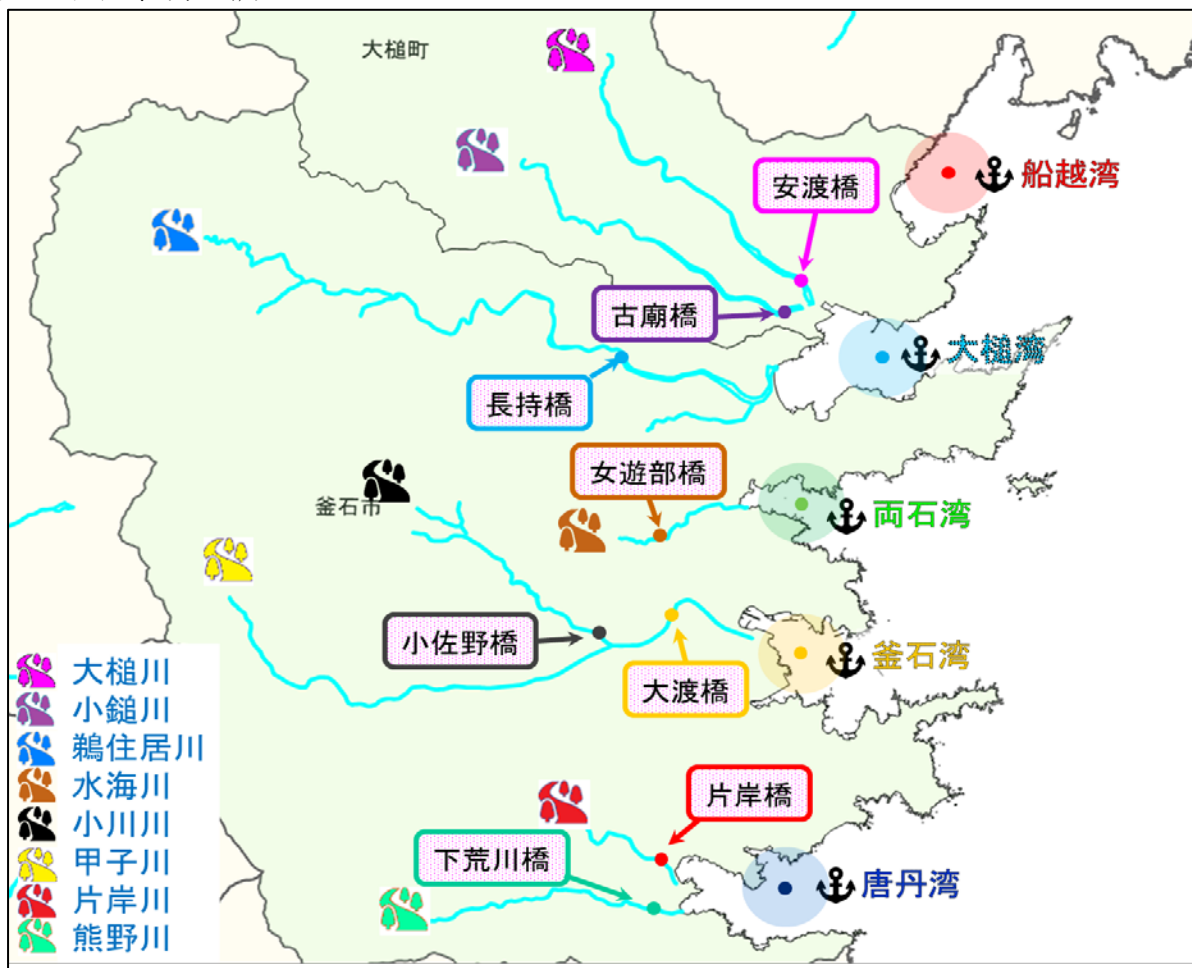 大槌町
船越湾
安渡橋
古廟橋
大槌湾
長持橋
女遊部橋
釜石市
両石湾
小佐野橋
大渡橋
釜石湾
大槌川
小鎚川
鵜住居川
水海川
小川川
甲子川
片岸川
熊野川
片岸橋
下荒川橋
唐丹湾